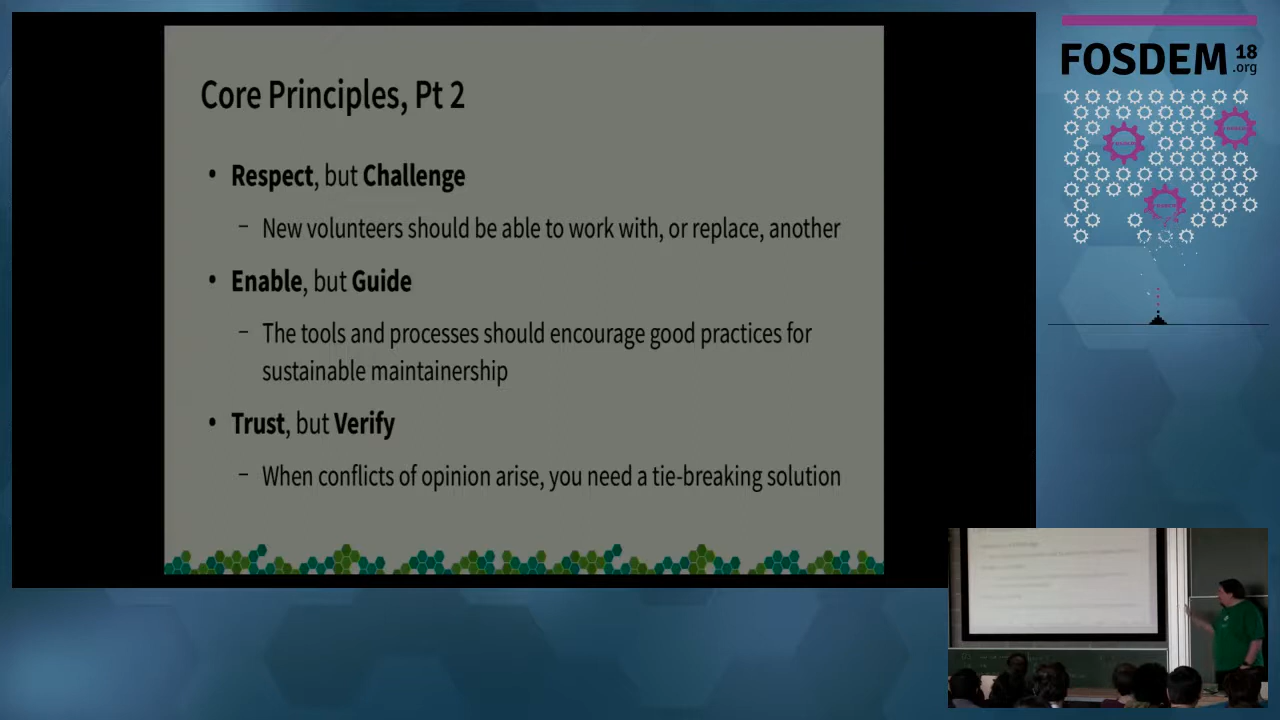 Core Principles, Pt 2
• Respect, but Challenge
– New volunteers should be able to work with, or replace, another
• Enable, but Guide
– The tools and processes should encourage good practices for
sustainable maintainership
• Trust, but Verify
– When conflicts of opinion arise, you need a tie-breaking solution
FOSDEM 18
.org